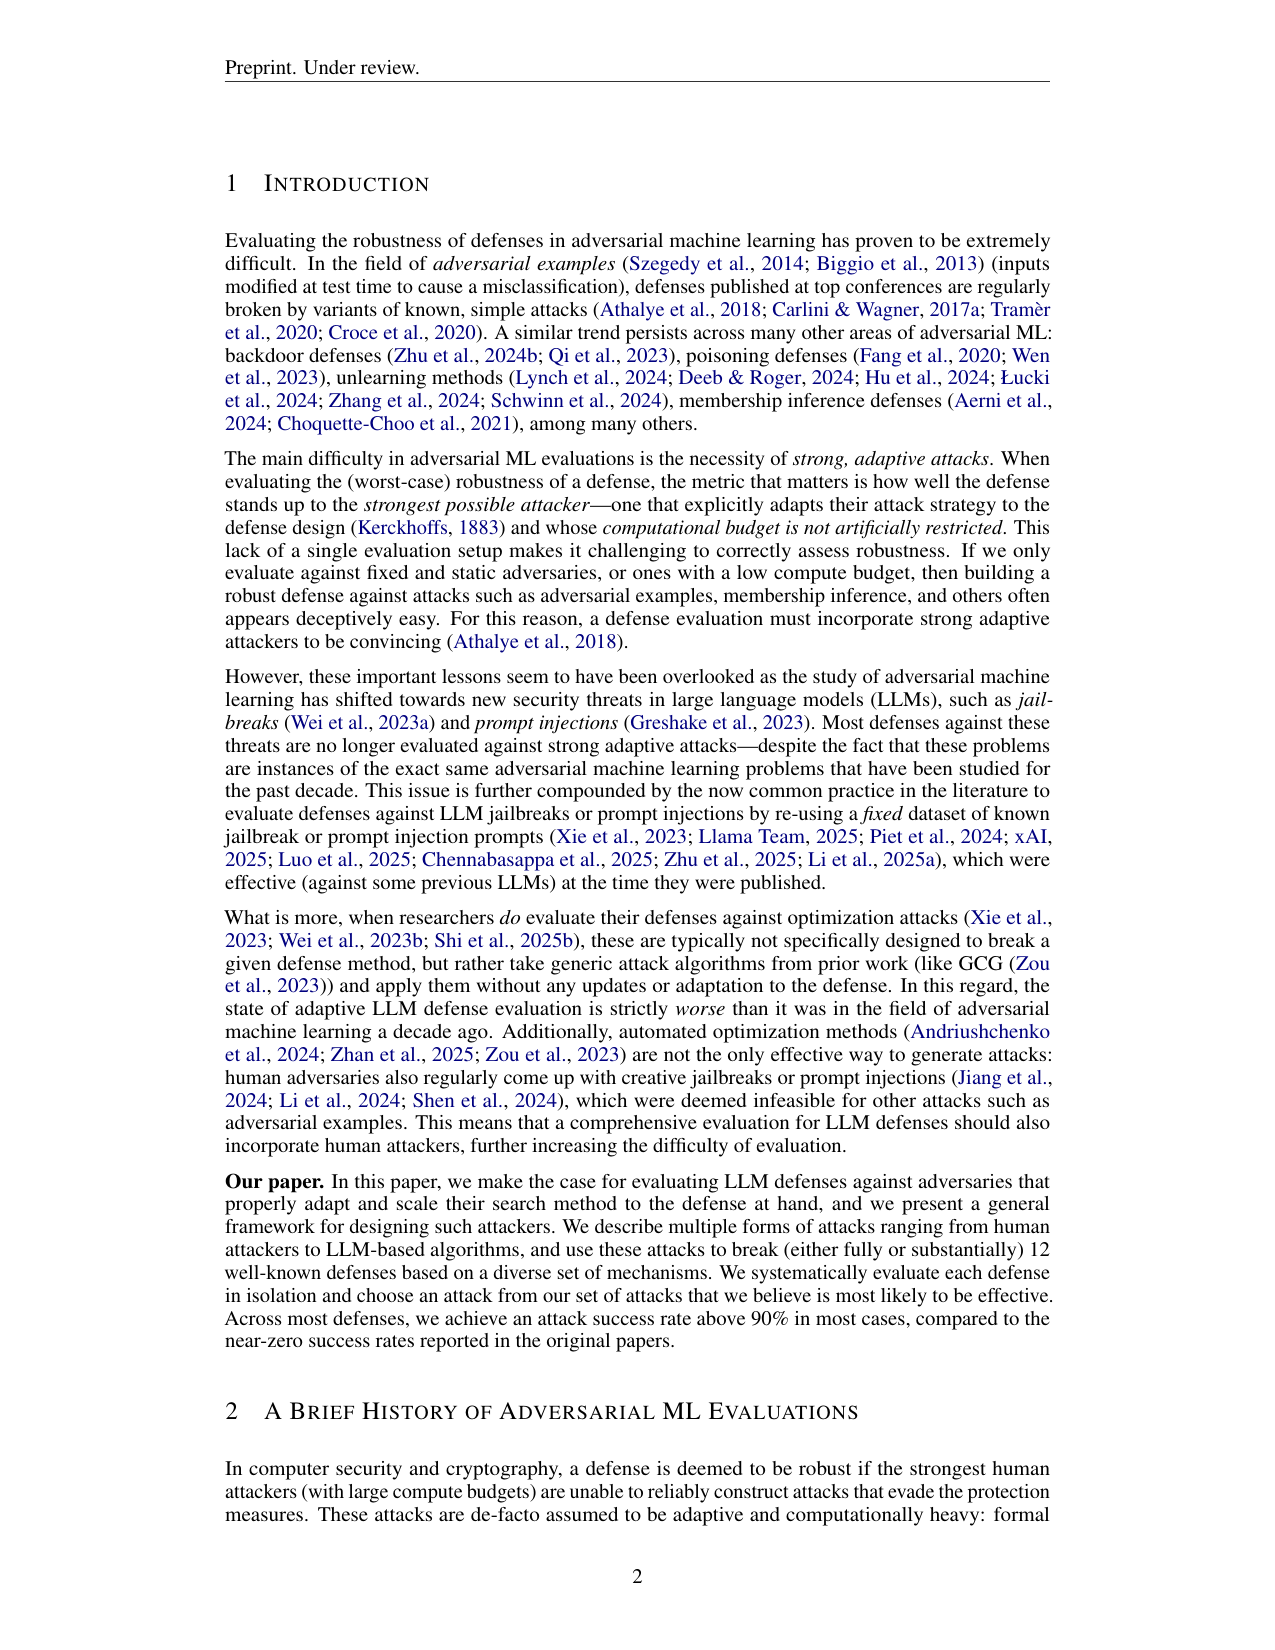 Preprint. Under review.
1 INTRODUCTION
Evaluating the robustness of defenses in adversarial machine learning has proven to be extremely
difficult. In the field of adversarial examples (Szegedy et al., 2014; Biggio et al., 2013) (inputs
modified at test time to cause a misclassification), defenses published at top conferences are regularly
broken by variants of known, simple attacks (Athalye et al., 2018; Carlini & Wagner, 2017a; Tramèr
et al., 2020; Croce et al., 2020). A similar trend persists across many other areas of adversarial ML:
backdoor defenses (Zhu et al., 2024b; Qi et al., 2023), poisoning defenses (Fang et al., 2020; Wen
et al., 2023), unlearning methods (Lynch et al., 2024; Deeb & Roger, 2024; Hu et al., 2024; Łucki
et al., 2024; Zhang et al., 2024; Schwinn et al., 2024), membership inference defenses (Aerni et al.,
2024; Choquette-Choo et al., 2021), among many others.
The main difficulty in adversarial ML evaluations is the necessity of strong, adaptive attacks. When
evaluating the (worst-case) robustness of a defense, the metric that matters is how well the defense
stands up to the strongest possible attacker—one that explicitly adapts their attack strategy to the
defense design (Kerckhoffs, 1883) and whose computational budget is not artificially restricted. This
lack of a single evaluation setup makes it challenging to correctly assess robustness. If we only
evaluate against fixed and static adversaries, or ones with a low compute budget, then building a
robust defense against attacks such as adversarial examples, membership inference, and others often
appears deceptively easy. For this reason, a defense evaluation must incorporate strong adaptive
attackers to be convincing (Athalye et al., 2018).
However, these important lessons seem to have been overlooked as the study of adversarial machine
learning has shifted towards new security threats in large language models (LLMs), such as jail-
breaks (Wei et al., 2023a) and prompt injections (Greshake et al., 2023). Most defenses against these
threats are no longer evaluated against strong adaptive attacks—despite the fact that these problems
are instances of the exact same adversarial machine learning problems that have been studied for
the past decade. This issue is further compounded by the now common practice in the literature to
evaluate defenses against LLM jailbreaks or prompt injections by re-using a fixed dataset of known
jailbreak or prompt injection prompts (Xie et al., 2023; Llama Team, 2025; Piet et al., 2024; xAI,
2025; Luo et al., 2025; Chennabasappa et al., 2025; Zhu et al., 2025; Li et al., 2025a), which were
effective (against some previous LLMs) at the time they were published.
What is more, when researchers do evaluate their defenses against optimization attacks (Xie et al.,
2023; Wei et al., 2023b; Shi et al., 2025b), these are typically not specifically designed to break a
given defense method, but rather take generic attack algorithms from prior work (like GCG (Zou
et al., 2023)) and apply them without any updates or adaptation to the defense. In this regard, the
state of adaptive LLM defense evaluation is strictly worse than it was in the field of adversarial
machine learning a decade ago. Additionally, automated optimization methods (Andriushchenko
et al., 2024; Zhan et al., 2025; Zou et al., 2023) are not the only effective way to generate attacks:
human adversaries also regularly come up with creative jailbreaks or prompt injections (Jiang et al.,
2024; Li et al., 2024; Shen et al., 2024), which were deemed infeasible for other attacks such as
adversarial examples. This means that a comprehensive evaluation for LLM defenses should also
incorporate human attackers, further increasing the difficulty of evaluation.
Our paper. In this paper, we make the case for evaluating LLM defenses against adversaries that
properly adapt and scale their search method to the defense at hand, and we present a general
framework for designing such attackers. We describe multiple forms of attacks ranging from human
attackers to LLM-based algorithms, and use these attacks to break (either fully or substantially) 12
well-known defenses based on a diverse set of mechanisms. We systematically evaluate each defense
in isolation and choose an attack from our set of attacks that we believe is most likely to be effective.
Across most defenses, we achieve an attack success rate above 90% in most cases, compared to the
near-zero success rates reported in the original papers.
2 A BRIEF HISTORY OF ADVERSARIAL ML EVALUATIONS
In computer security and cryptography, a defense is deemed to be robust if the strongest human
attackers (with large compute budgets) are unable to reliably construct attacks that evade the protection
measures. These attacks are de-facto assumed to be adaptive and computationally heavy: formal
2